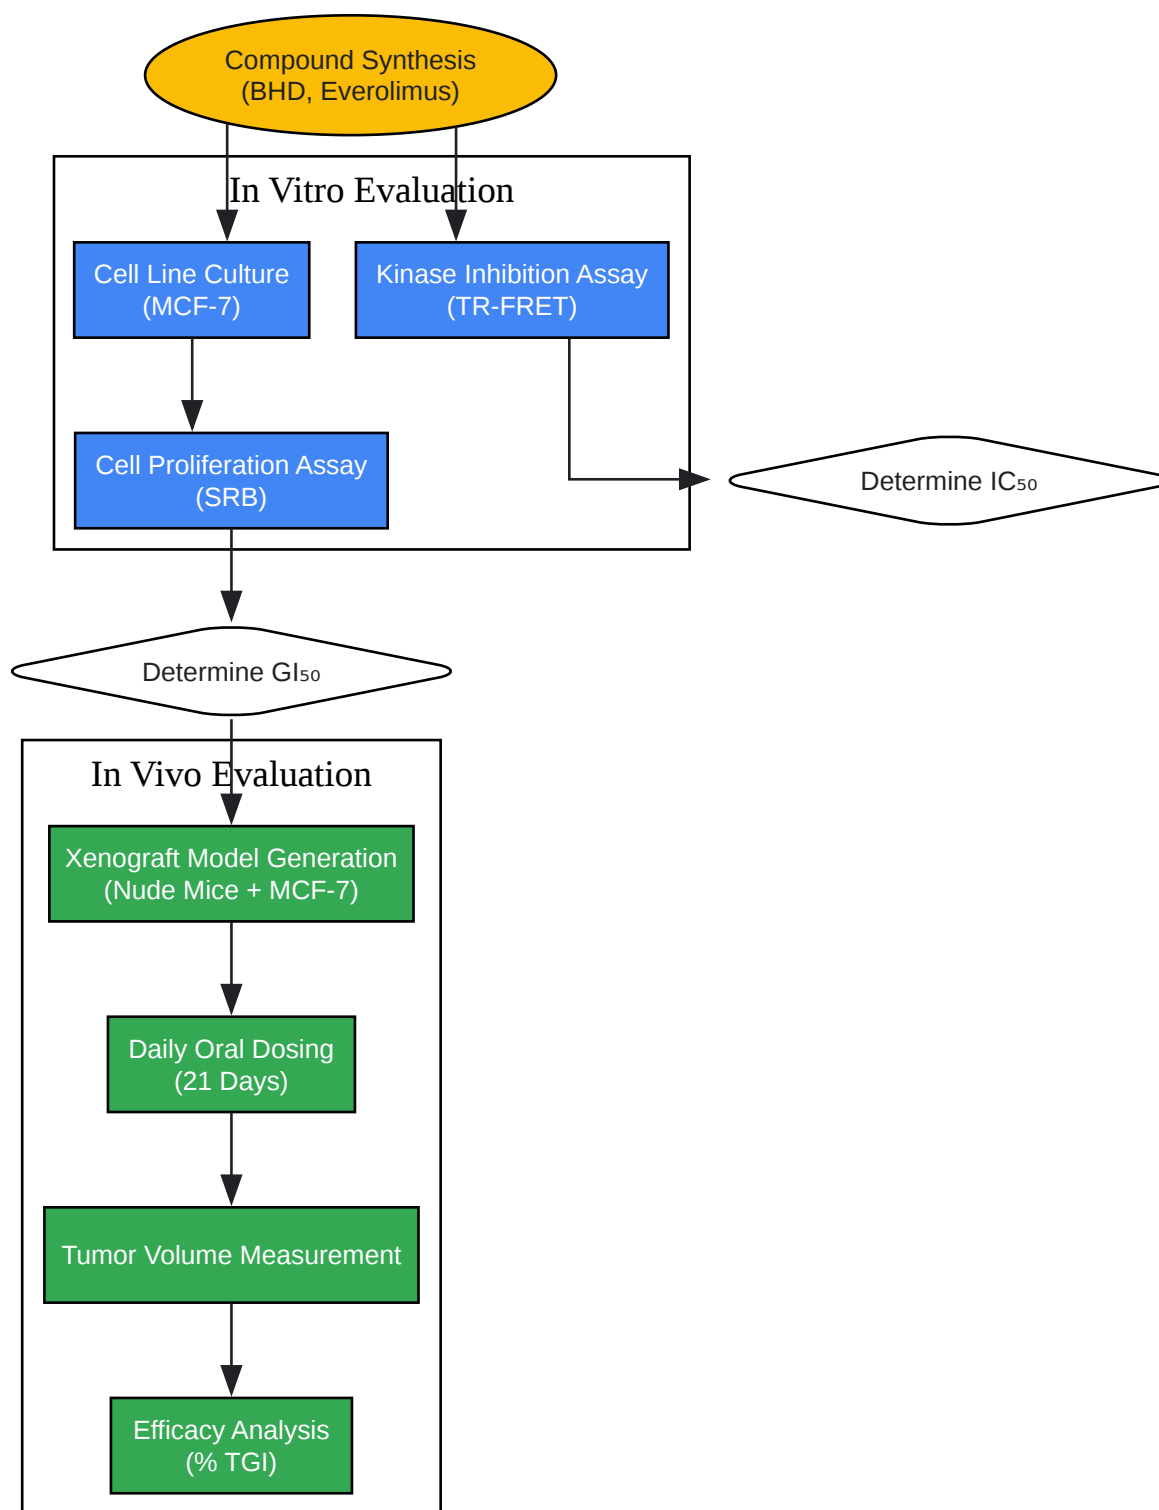 Compound Synthesis
(BHD, Everolimus)
In Vitro Evaluation
Cell Line Culture
(MCF-7)
Kinase Inhibition Assay
(TR-FRET)
Cell Proliferation Assay
(SRB)
Determine IC₅₀
Determine GI₅₀
In Vivo Evaluation
Xenograft Model Generation
(Nude Mice + MCF-7)
Daily Oral Dosing
(21 Days)
Tumor Volume Measurement
Efficacy Analysis
(% TGI)